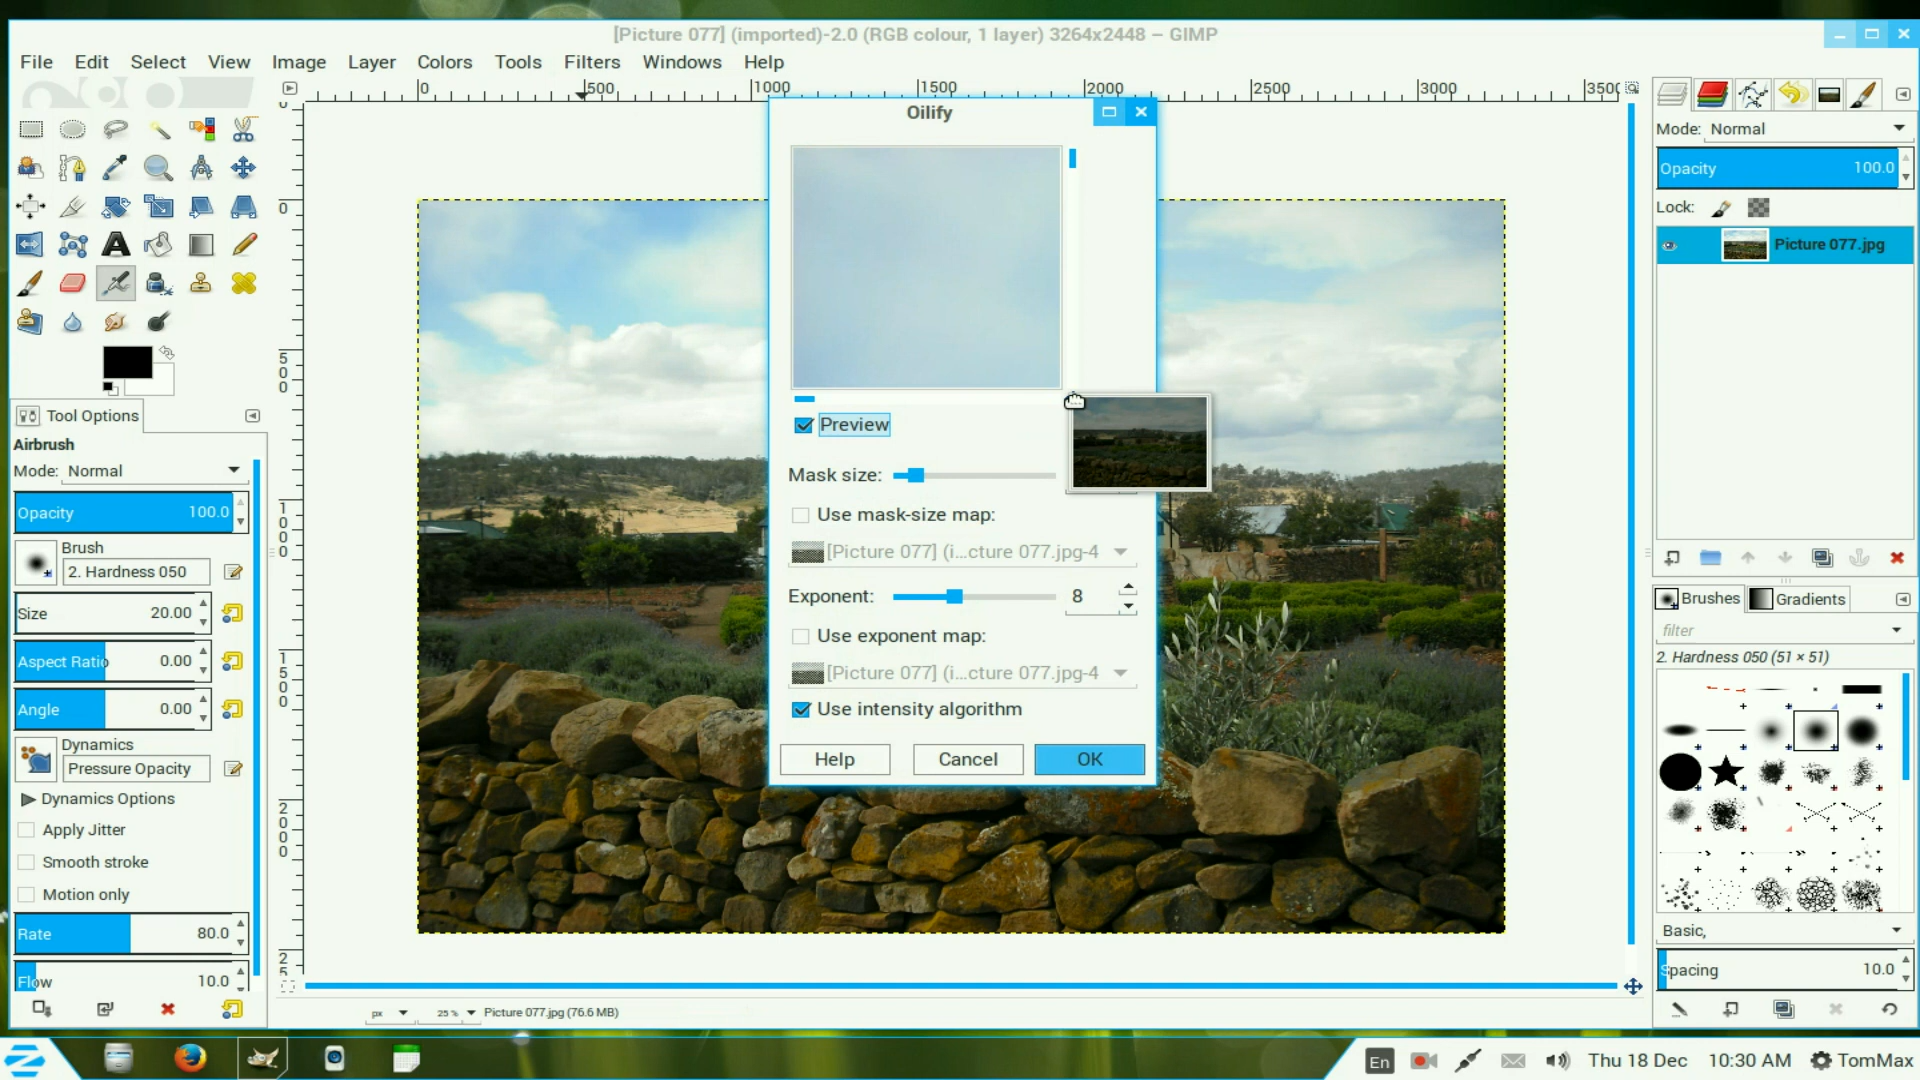 [Picture 077] (imported)-2.0 (RGB colour, 1 layer) 3264x2448 – GIMP
File Edit Select View Image Layer Colors Tools Filters Windows Help
0 500 1000 1500 2000 2500 3000 3500
0
500
1000
1500
2000
25
Tool Options
Airbrush
Mode: Normal
Opacity 100.0
Brush
2. Hardness 050
Size 20.00
Aspect Ratio 0.00
Angle 0.00
Dynamics
Pressure Opacity
Dynamics Options
Apply Jitter
Smooth stroke
Motion only
Rate 80.0
Flow 10.0
Oilify
Preview
Mask size:
Use mask-size map:
[Picture 077] (i...cture 077.jpg-4
Exponent: 8
Use exponent map:
[Picture 077] (i...cture 077.jpg-4
Use intensity algorithm
Help Cancel OK
px 25 % Picture 077.jpg (76.6 MB)
Mode: Normal
Opacity 100.0
Lock:
Picture 077.jpg
Brushes Gradients
filter
2. Hardness 050 (51 × 51)
Basic,
Spacing 10.0
En Thu 18 Dec 10:30 AM TomMax